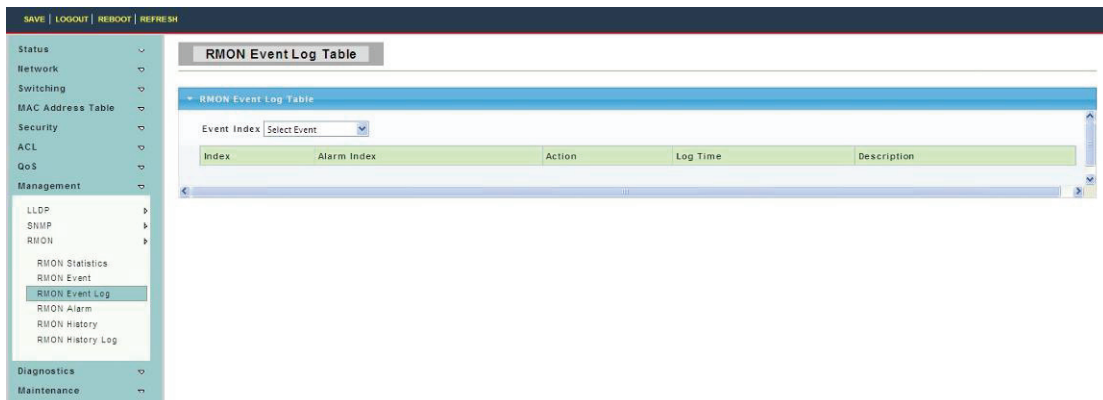 SAVE | LOGOUT | REBOOT | REFRESH
Status
Network
Switching
MAC Address Table
Security
ACL
QoS
Management
LLDP
SNMP
RMON
RMON Statistics
RMON Event
RMON Event Log
RMON Alarm
RMON History
RMON History Log
Diagnostics
Maintenance
RMON Event Log Table
RMON Event Log Table
Event Index Select Event
Index Alarm Index Action Log Time Description